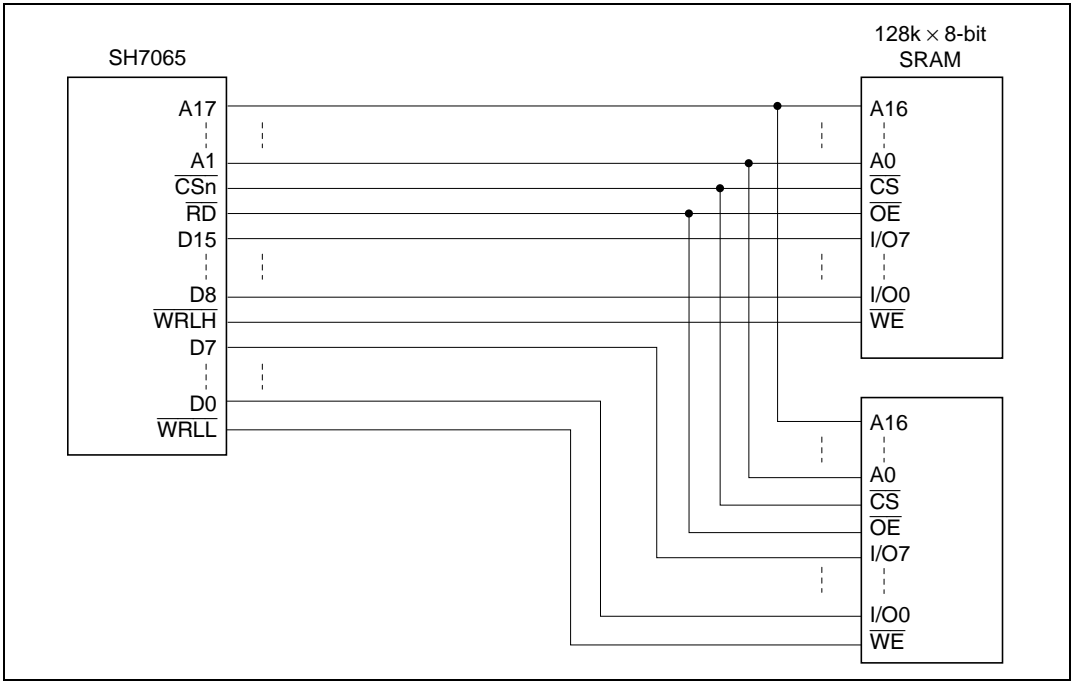 SH7065
A17
A1
CSn
RD
D15
D8
WRLH
D7
D0
WRLL
128k × 8-bit
SRAM
A16
A0
CS
OE
I/O7
I/O0
WE
A16
A0
CS
OE
I/O7
I/O0
WE